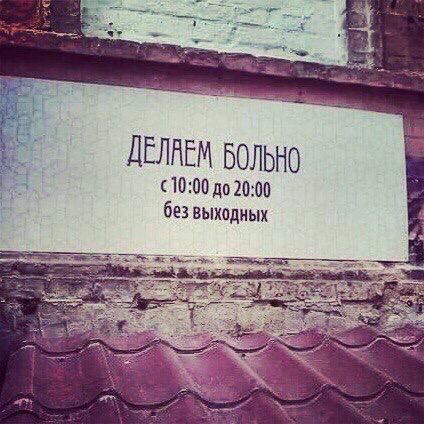 ДЕЛАЕМ БОЛЬНО
с 10:00 до 20:00
без выходных